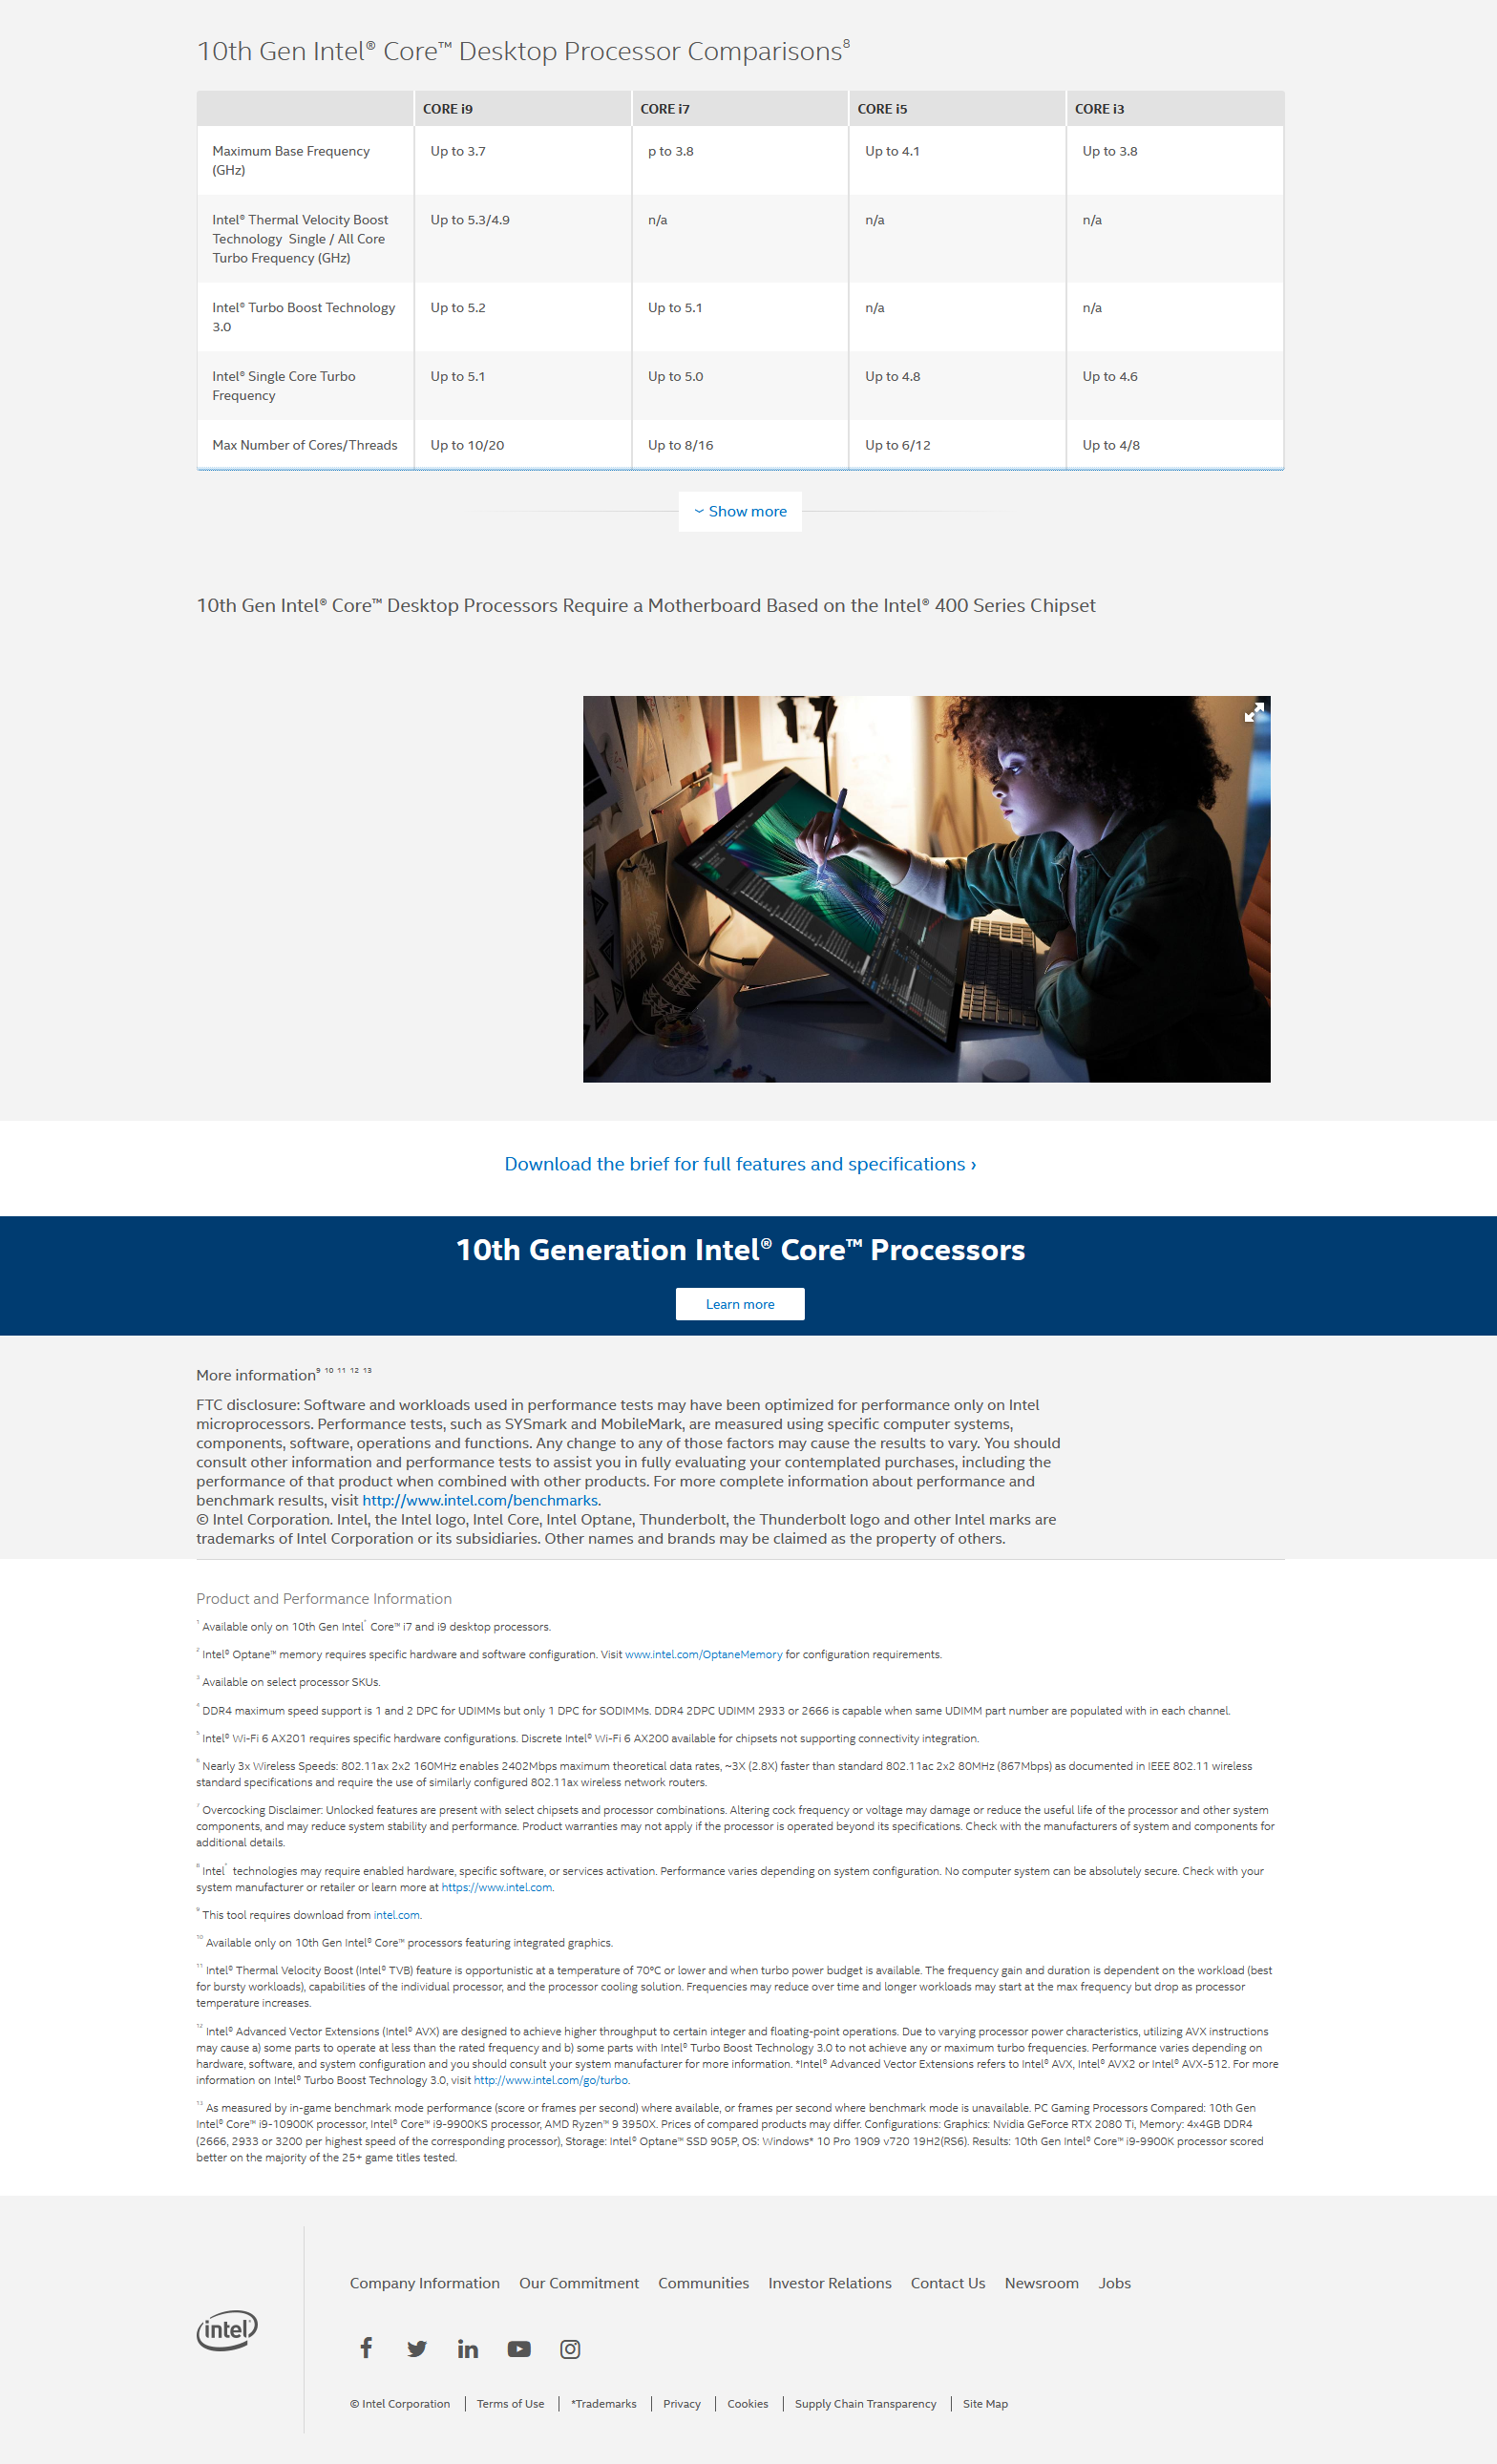 10th Gen Intel® Core™ Desktop Processor Comparisons8
CORE i9 CORE i7 CORE i5 CORE i3
Maximum Base Frequency (GHz) Up to 3.7 p to 3.8 Up to 4.1 Up to 3.8
Intel® Thermal Velocity Boost Technology Single / All Core Turbo Frequency (GHz) Up to 5.3/4.9 n/a n/a n/a
Intel® Turbo Boost Technology 3.0 Up to 5.2 Up to 5.1 n/a n/a
Intel® Single Core Turbo Frequency Up to 5.1 Up to 5.0 Up to 4.8 Up to 4.6
Max Number of Cores/Threads Up to 10/20 Up to 8/16 Up to 6/12 Up to 4/8
Show more
10th Gen Intel® Core™ Desktop Processors Require a Motherboard Based on the Intel® 400 Series Chipset
Download the brief for full features and specifications ›
10th Generation Intel® Core™ Processors
Learn more
More information9 10 11 12 13
FTC disclosure: Software and workloads used in performance tests may have been optimized for performance only on Intel
microprocessors. Performance tests, such as SYSmark and MobileMark, are measured using specific computer systems,
components, software, operations and functions. Any change to any of those factors may cause the results to vary. You should
consult other information and performance tests to assist you in fully evaluating your contemplated purchases, including the
performance of that product when combined with other products. For more complete information about performance and
benchmark results, visit http://www.intel.com/benchmarks.
© Intel Corporation. Intel, the Intel logo, Intel Core, Intel Optane, Thunderbolt, the Thunderbolt logo and other Intel marks are
trademarks of Intel Corporation or its subsidiaries. Other names and brands may be claimed as the property of others.
Product and Performance Information
1 Available only on 10th Gen Intel® Core™ i7 and i9 desktop processors.
2 Intel® Optane™ memory requires specific hardware and software configuration. Visit www.intel.com/OptaneMemory for configuration requirements.
3 Available on select processor SKUs.
4 DDR4 maximum speed support is 1 and 2 DPC for UDIMMs but only 1 DPC for SODIMMs. DDR4 2DPC UDIMM 2933 or 2666 is capable when same UDIMM part number are populated with in each channel.
5 Intel® Wi-Fi 6 AX201 requires specific hardware configurations. Discrete Intel® Wi-Fi 6 AX200 available for chipsets not supporting connectivity integration.
6 Nearly 3x Wireless Speeds: 802.11ax 2x2 160MHz enables 2402Mbps maximum theoretical data rates, ~3X (2.8X) faster than standard 802.11ac 2x2 80MHz (867Mbps) as documented in IEEE 802.11 wireless
standard specifications and require the use of similarly configured 802.11ax wireless network routers.
7 Overcocking Disclaimer: Unlocked features are present with select chipsets and processor combinations. Altering cock frequency or voltage may damage or reduce the useful life of the processor and other system
components, and may reduce system stability and performance. Product warranties may not apply if the processor is operated beyond its specifications. Check with the manufacturers of system and components for
additional details.
8 Intel® technologies may require enabled hardware, specific software, or services activation. Performance varies depending on system configuration. No computer system can be absolutely secure. Check with your
system manufacturer or retailer or learn more at https://www.intel.com.
9 This tool requires download from intel.com.
10 Available only on 10th Gen Intel® Core™ processors featuring integrated graphics.
11 Intel® Thermal Velocity Boost (Intel® TVB) feature is opportunistic at a temperature of 70°C or lower and when turbo power budget is available. The frequency gain and duration is dependent on the workload (best
for bursty workloads), capabilities of the individual processor, and the processor cooling solution. Frequencies may reduce over time and longer workloads may start at the max frequency but drop as processor
temperature increases.
12 Intel® Advanced Vector Extensions (Intel® AVX) are designed to achieve higher throughput to certain integer and floating-point operations. Due to varying processor power characteristics, utilizing AVX instructions
may cause a) some parts to operate at less than the rated frequency and b) some parts with Intel® Turbo Boost Technology 3.0 to not achieve any or maximum turbo frequencies. Performance varies depending on
hardware, software, and system configuration and you should consult your system manufacturer for more information. *Intel® Advanced Vector Extensions refers to Intel® AVX, Intel® AVX2 or Intel® AVX-512. For more
information on Intel® Turbo Boost Technology 3.0, visit http://www.intel.com/go/turbo.
13 As measured by in-game benchmark mode performance (score or frames per second) where available, or frames per second where benchmark mode is unavailable. PC Gaming Processors Compared: 10th Gen
Intel® Core™ i9-10900K processor, Intel® Core™ i9-9900KS processor, AMD Ryzen™ 9 3950X. Prices of compared products may differ. Configurations: Graphics: Nvidia GeForce RTX 2080 Ti, Memory: 4x4GB DDR4
(2666, 2933 or 3200 per highest speed of the corresponding processor), Storage: Intel® Optane™ SSD 905P, OS: Windows* 10 Pro 1909 v720 19H2(RS6). Results: 10th Gen Intel® Core™ i9-9900K processor scored
better on the majority of the 25+ game titles tested.
Company Information Our Commitment Communities Investor Relations Contact Us Newsroom Jobs
intel
© Intel Corporation Terms of Use *Trademarks Privacy Cookies Supply Chain Transparency Site Map